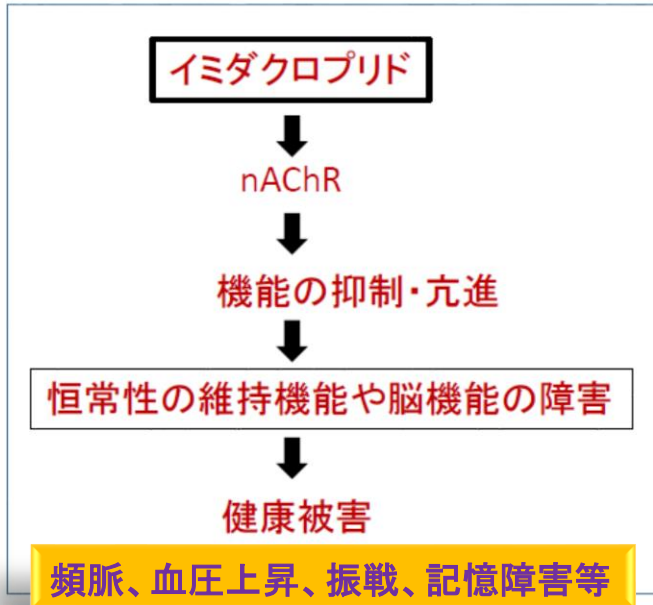 イミダクロプリド
nAChR
機能の抑制・亢進
恒常性の維持機能や脳機能の障害
健康被害
頻脈、血圧上昇、振戦、記憶障害等